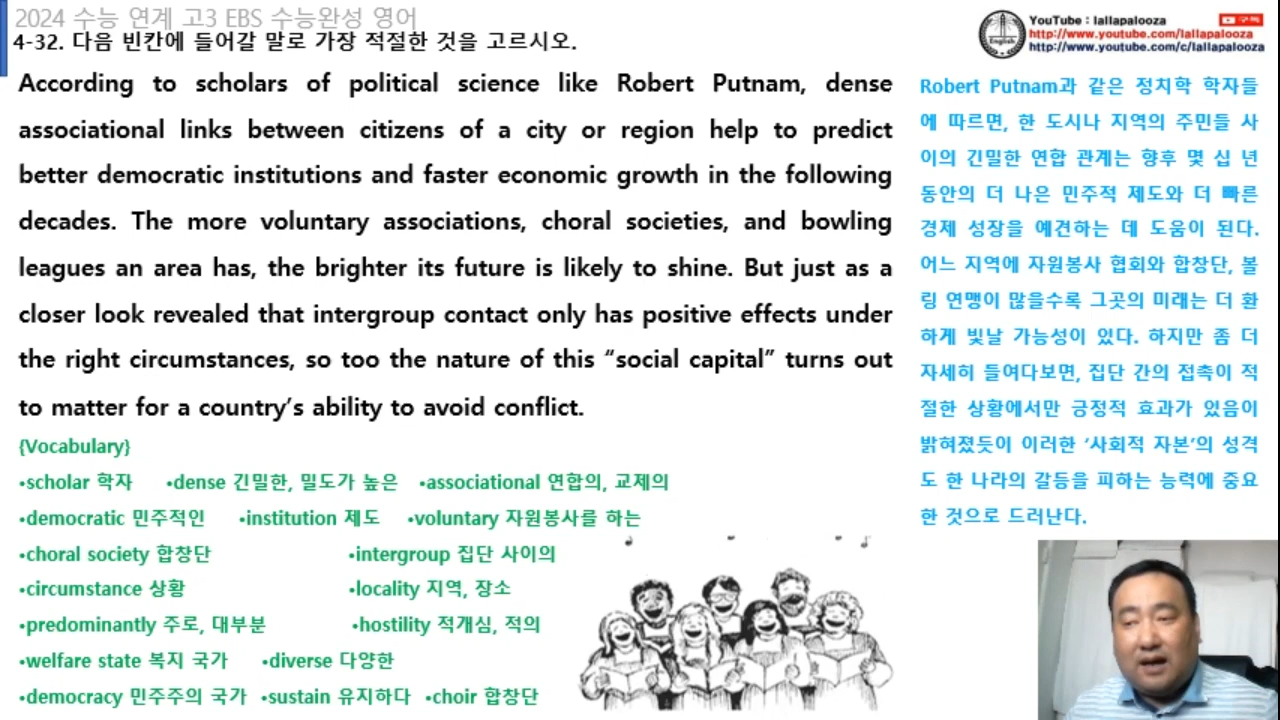 2024 수능 연계 고3 EBS 수능완성 영어
4-32. 다음 빈칸에 들어갈 말로 가장 적절한 것을 고르시오.
YouTube : lallapalooza
구독
http://www.youtube.com/lallapalooza
http://www.youtube.com/c/lallapalooza
English
According to scholars of political science like Robert Putnam, dense
associational links between citizens of a city or region help to predict
better democratic institutions and faster economic growth in the following
decades. The more voluntary associations, choral societies, and bowling
leagues an area has, the brighter its future is likely to shine. But just as a
closer look revealed that intergroup contact only has positive effects under
the right circumstances, so too the nature of this “social capital” turns out
to matter for a country’s ability to avoid conflict.
Robert Putnam과 같은 정치학 학자들
에 따르면, 한 도시나 지역의 주민들 사
이의 긴밀한 연합 관계는 향후 몇 십 년
동안의 더 나은 민주적 제도와 더 빠른
경제 성장을 예견하는 데 도움이 된다.
어느 지역에 자원봉사 협회와 합창단, 볼
링 연맹이 많을수록 그곳의 미래는 더 환
하게 빛날 가능성이 있다. 하지만 좀 더
자세히 들여다보면, 집단 간의 접촉이 적
절한 상황에서만 긍정적 효과가 있음이
밝혀졌듯이 이러한 ‘사회적 자본’의 성격
도 한 나라의 갈등을 피하는 능력에 중요
한 것으로 드러난다.
{Vocabulary}
•scholar 학자 •dense 긴밀한, 밀도가 높은 •associational 연합의, 교제의
•democratic 민주적인 •institution 제도 •voluntary 자원봉사를 하는
•choral society 합창단 •intergroup 집단 사이의
•circumstance 상황 •locality 지역, 장소
•predominantly 주로, 대부분 •hostility 적개심, 적의
•welfare state 복지 국가 •diverse 다양한
•democracy 민주주의 국가 •sustain 유지하다 •choir 합창단